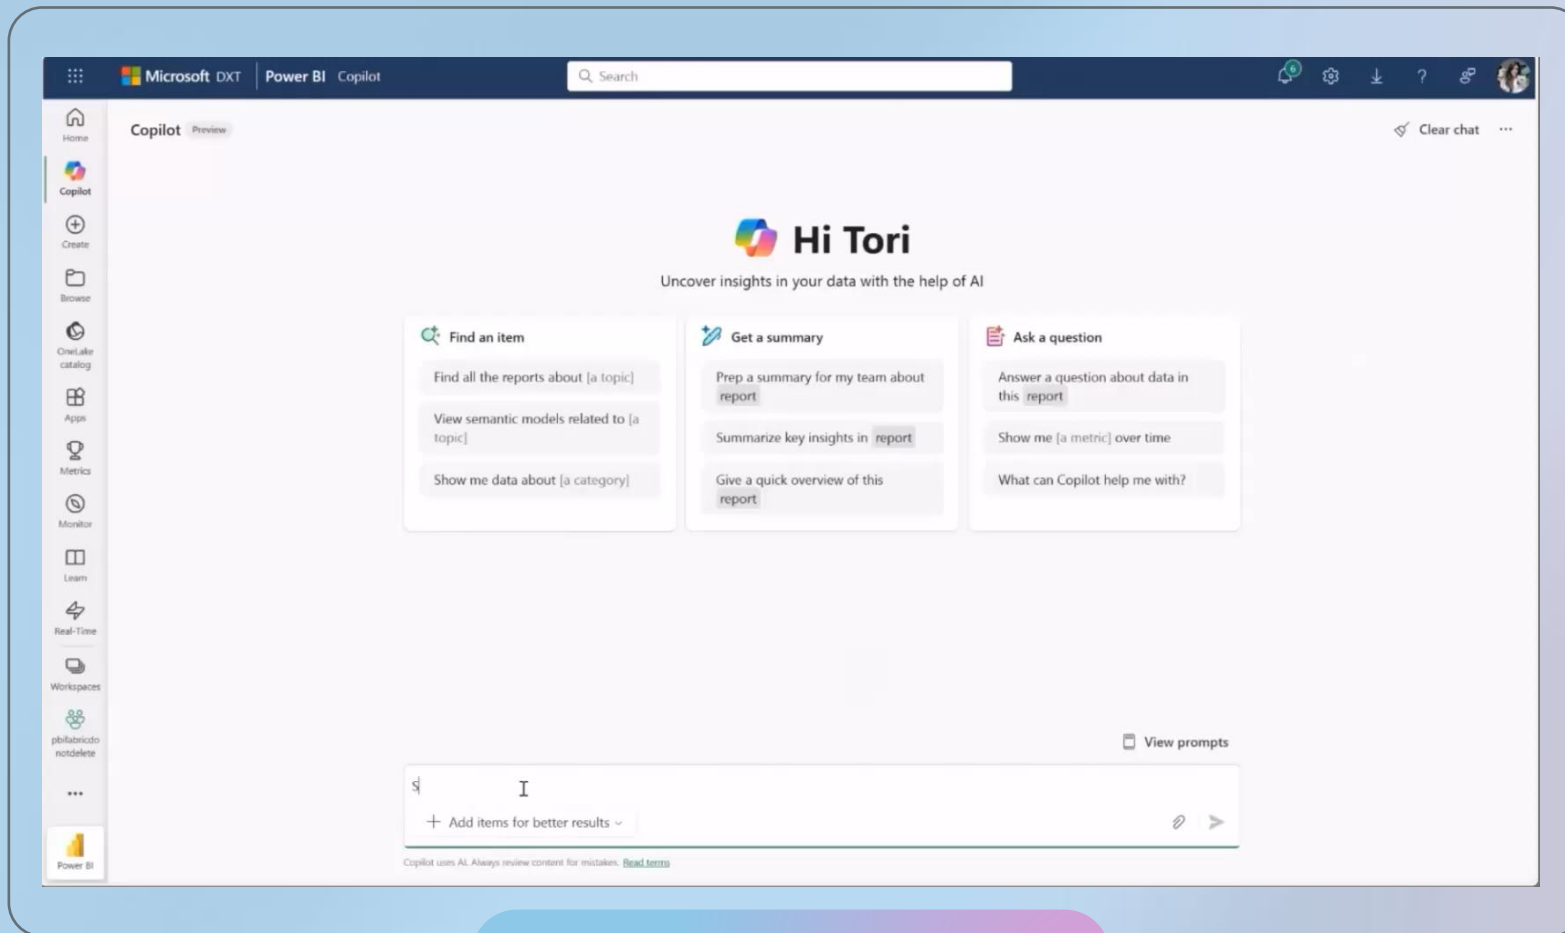 Microsoft DXT Power BI Copilot
Search
6
Home
Copilot
Create
Browse
OneLake
catalog
Apps
Metrics
Monitor
Learn
Real-Time
Workspaces
pbifabricdo
notdelete
Power BI
Copilot Preview
Clear chat
Hi Tori
Uncover insights in your data with the help of AI
Find an item
Find all the reports about [a topic]
View semantic models related to [a
topic]
Show me data about [a category]
Get a summary
Prep a summary for my team about
report
Summarize key insights in report
Give a quick overview of this
report
Ask a question
Answer a question about data in
this report
Show me [a metric] over time
What can Copilot help me with?
View prompts
S
Add items for better results
Copilot uses AI. Always review content for mistakes. Read terms